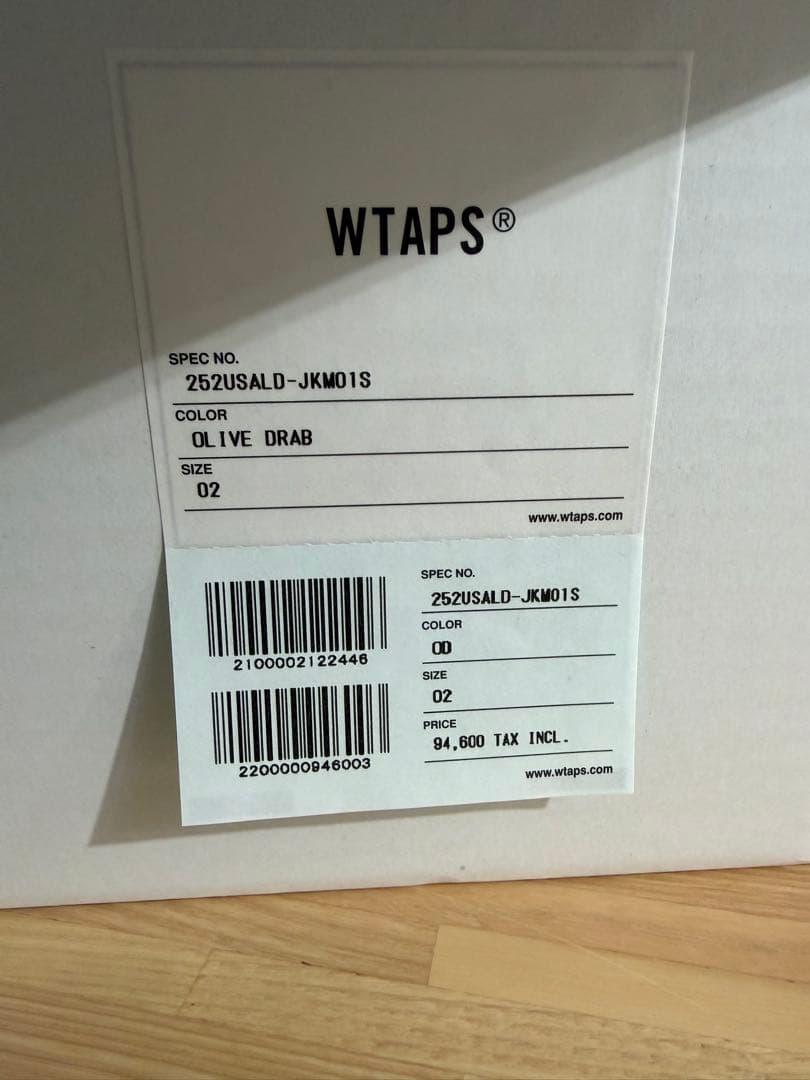 WTAPS®
SPEC NO.
252USALD-JKM01S
COLOR
OLIVE DRAB
SIZE
02
www.wtaps.com
2100002122446
2200000946003
SPEC NO.
252USALD-JKM01S
COLOR
OD
SIZE
02
PRICE
94,600 TAX INCL.
www.wtaps.com